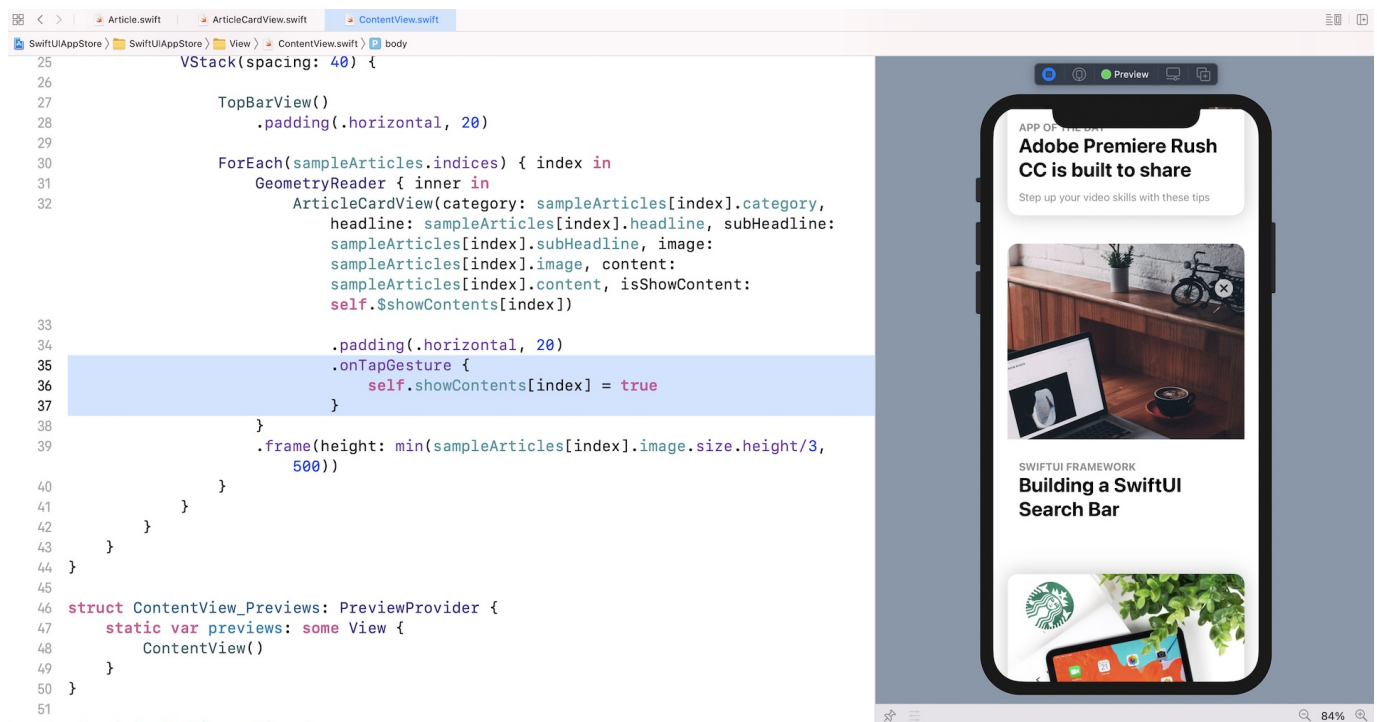 Article.swift ArticleCardView.swift ContentView.swift
SwiftUIAppStore SwiftUIAppStore View ContentView.swift P body
25 VStack(spacing: 40) {
26
27 TopBarView()
28 .padding(.horizontal, 20)
29
30 ForEach(sampleArticles.indices) { index in
31 GeometryReader { inner in
32 ArticleCardView(category: sampleArticles[index].category,
headline: sampleArticles[index].headline, subHeadline:
sampleArticles[index].subHeadline, image:
sampleArticles[index].image, content:
sampleArticles[index].content, isShowContent:
self.$showContents[index])
33
34 .padding(.horizontal, 20)
35 .onTapGesture {
36 self.showContents[index] = true
37 }
38 }
39 .frame(height: min(sampleArticles[index].image.size.height/3,
500))
40 }
41 }
42 }
43 }
44 }
45
46 struct ContentView_Previews: PreviewProvider {
47 static var previews: some View {
48 ContentView()
49 }
50 }
51
Preview
APP OF THE DAY
Adobe Premiere Rush
CC is built to share
Step up your video skills with these tips
SWIFTUI FRAMEWORK
Building a SwiftUI
Search Bar
84%